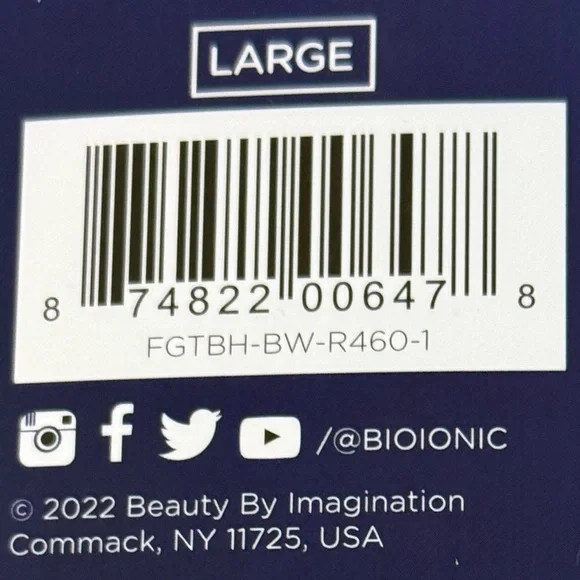 LARGE
8 74822 00647 8
FGTBH-BW-R460-1
/@BIOIONIC
© 2022 Beauty By Imagination
Commack, NY 11725, USA